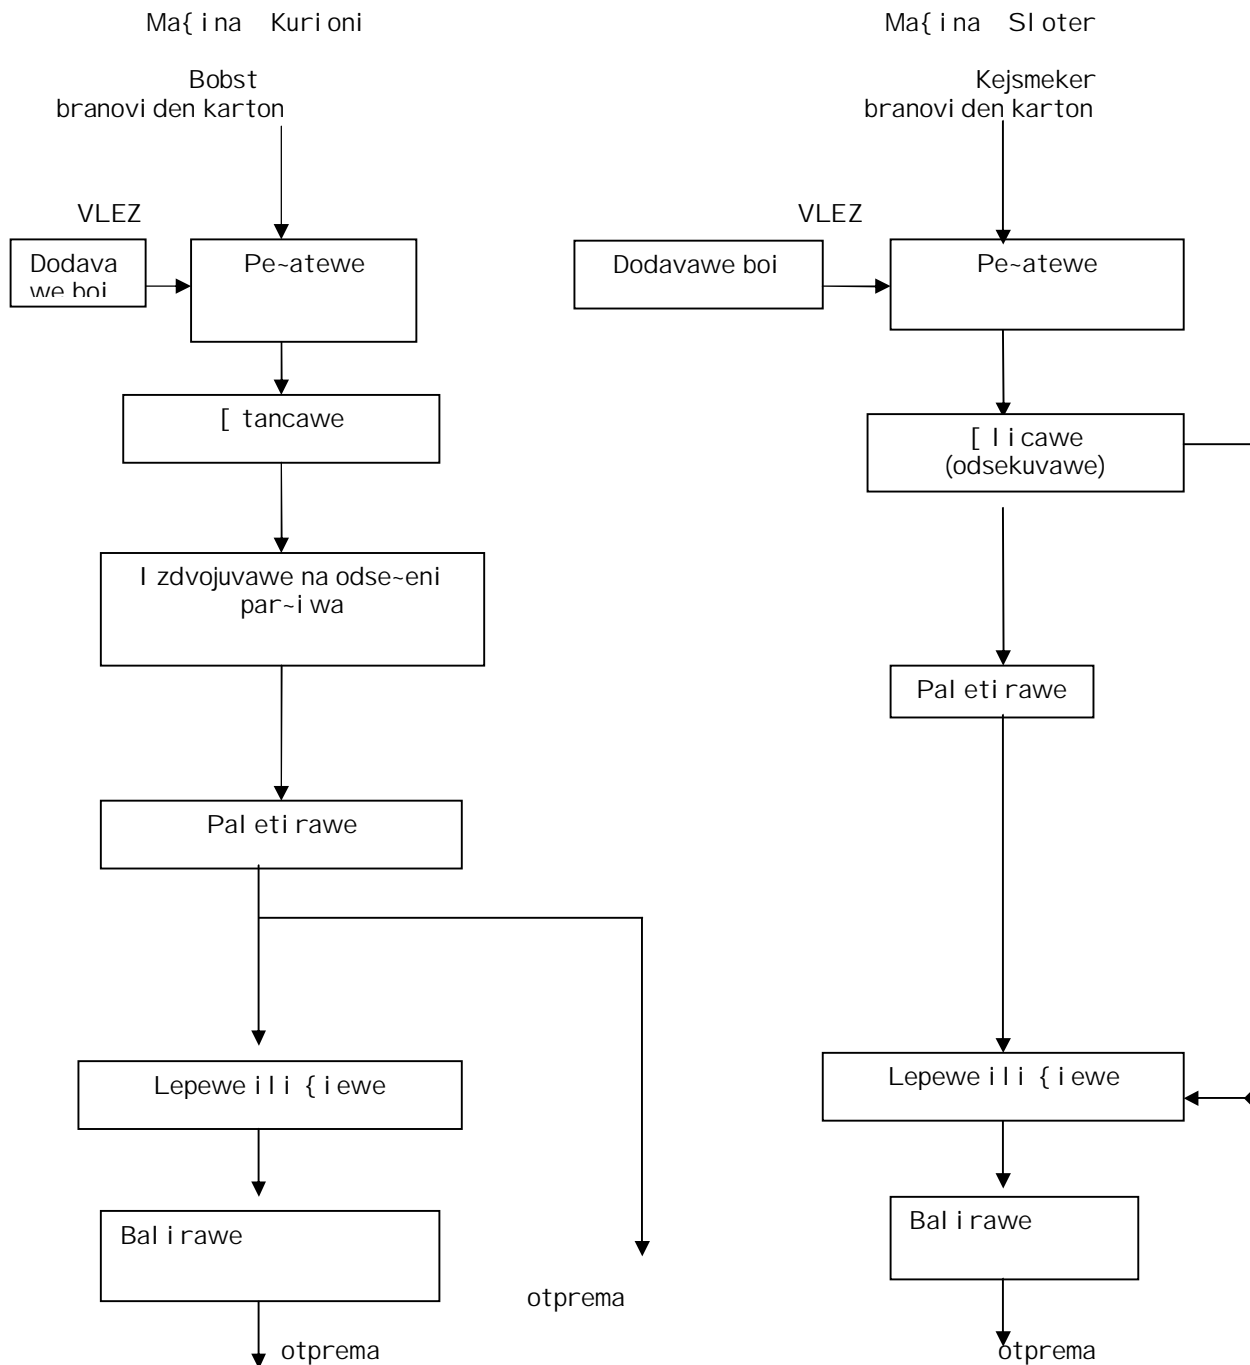 Ma{ina Kurioni
Bobst
branoviden karton
VLEZ
Dodava
we boi
Pe~atewe
[tancawe
Izdvojuvawe na odse~eni
par~iwa
Paletirawe
Lepewe ili {iewe
Balirawe
otprema
otprema
Ma{ina Sloter
Kejsmeker
branoviden karton
VLEZ
Dodavawe boi
Pe~atewe
[licawe
(odsekuvawe)
Paletirawe
Lepewe ili {iewe
Balirawe
otprema